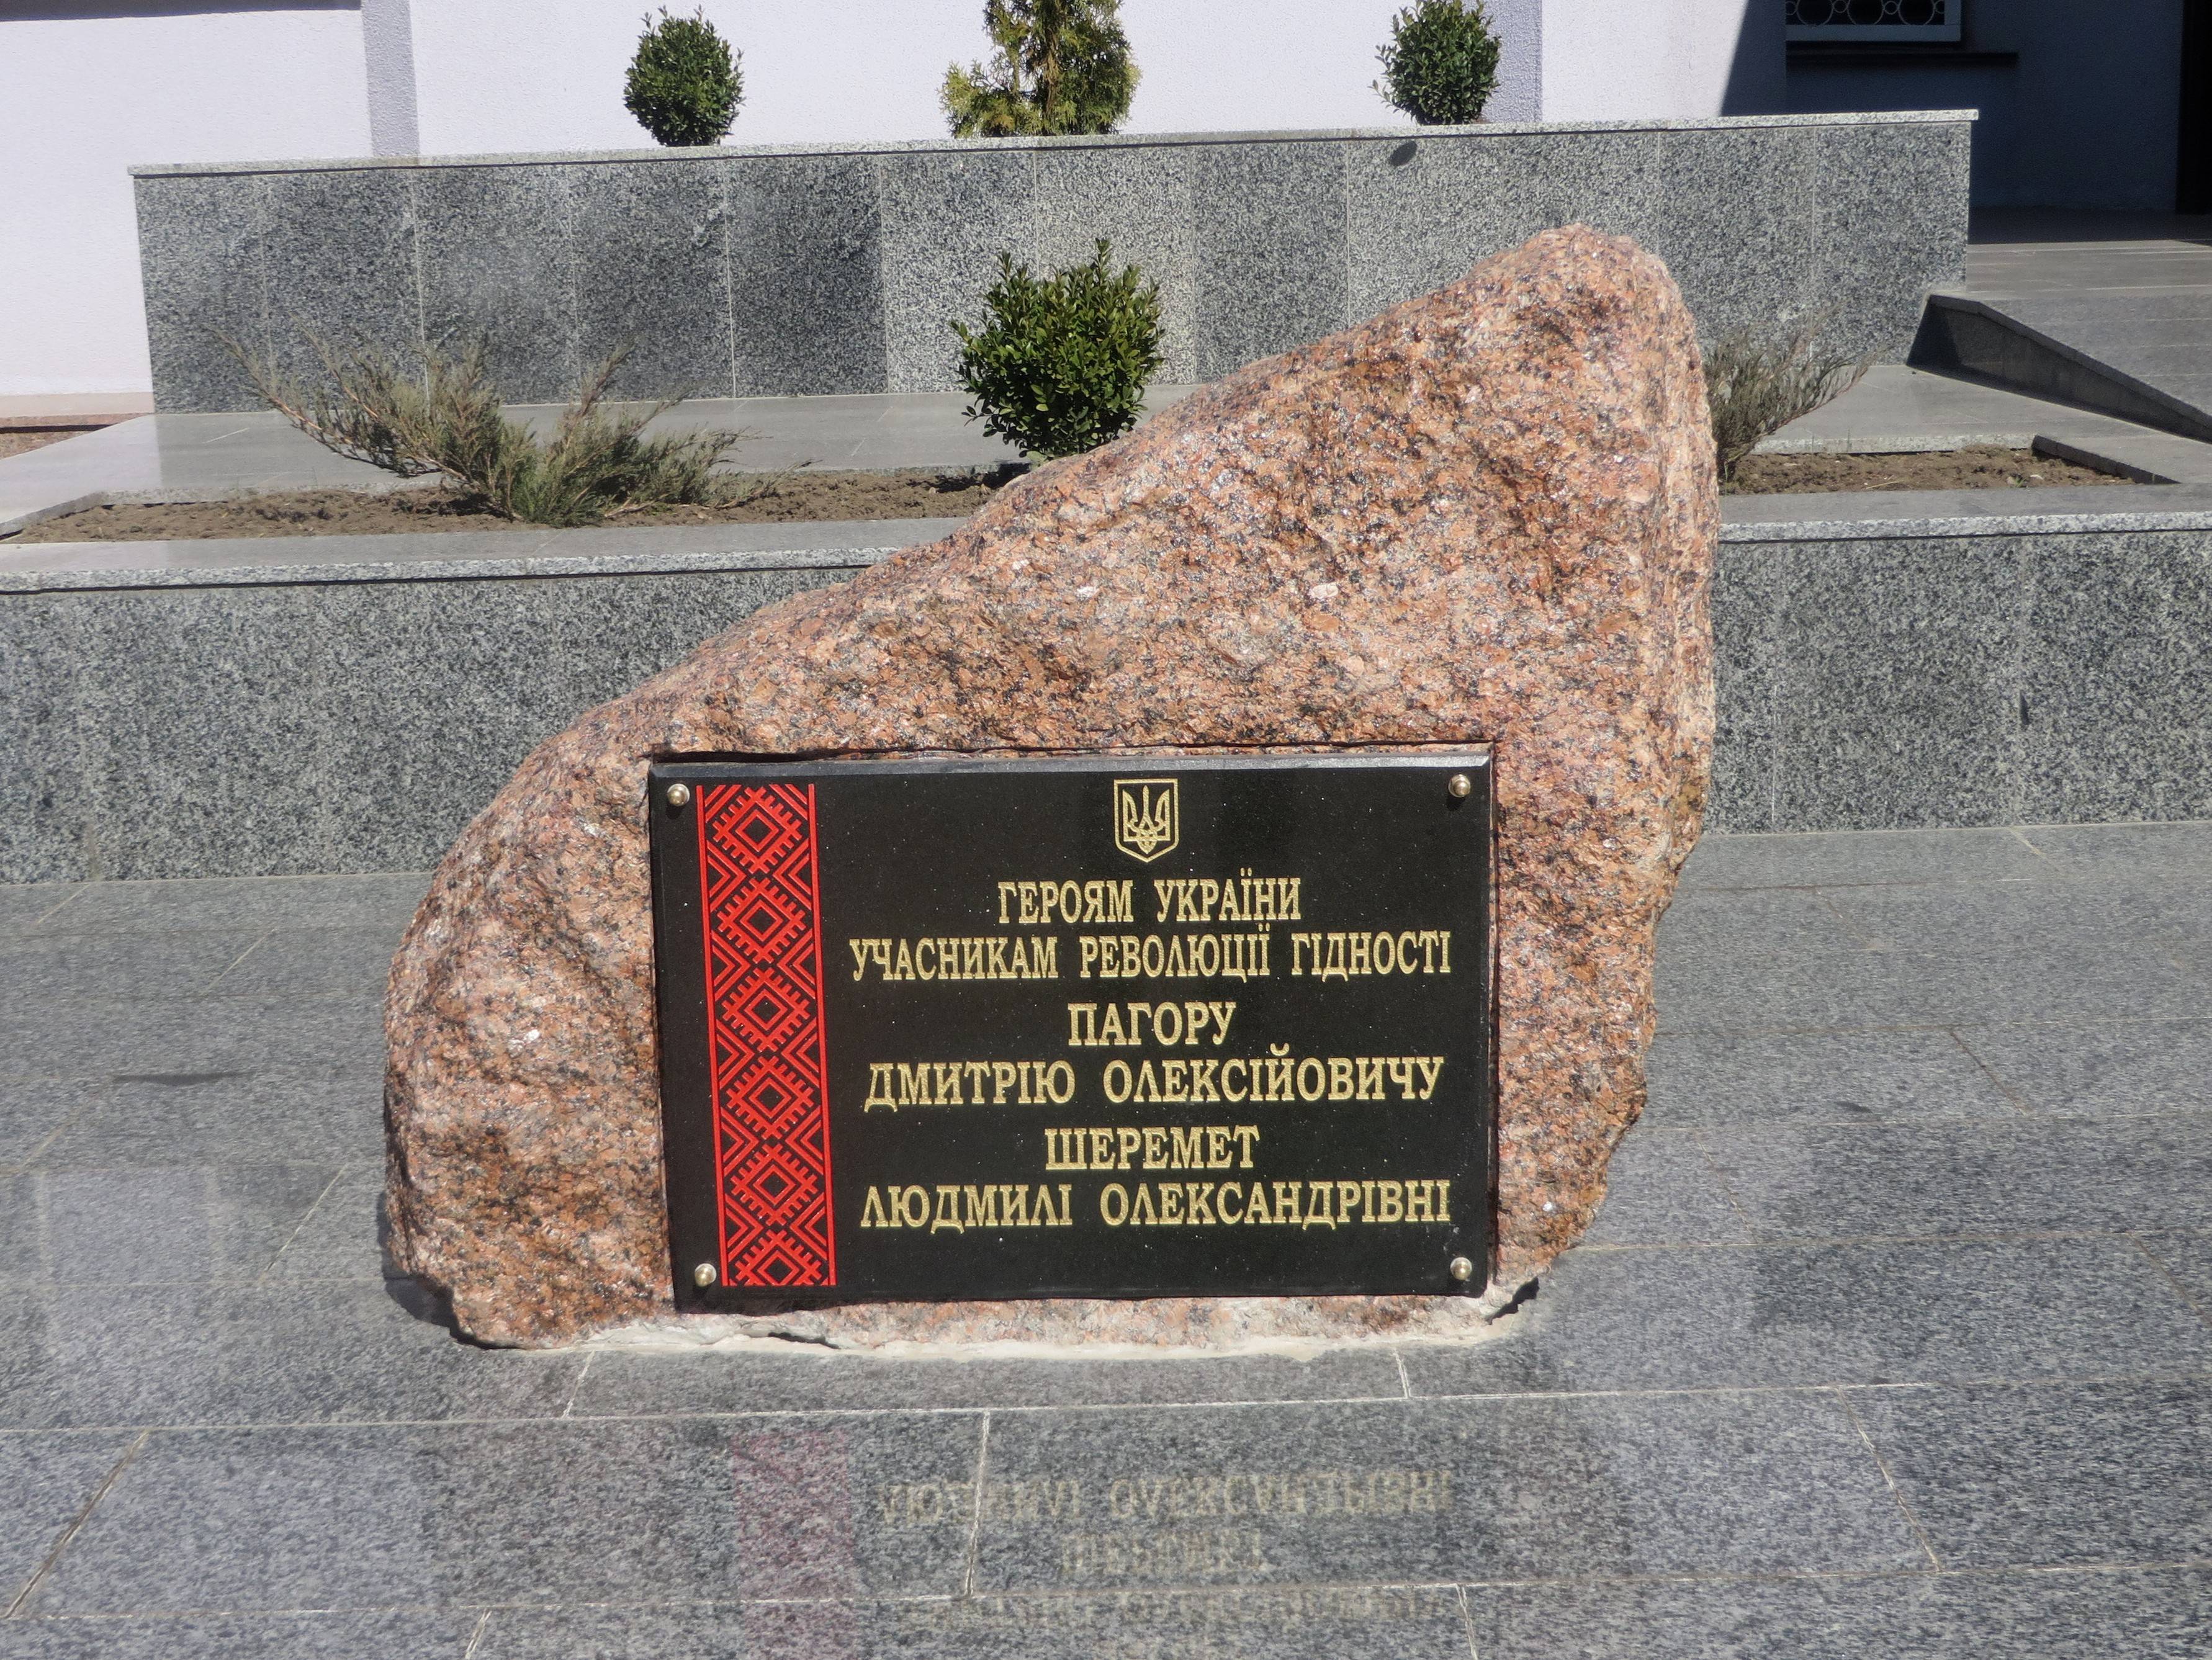 ГЕРОЯМ УКРАЇНИ
УЧАСНИКАМ РЕВОЛЮЦІЇ ГІДНОСТІ
ПАГОРУ
ДМИТРІЮ ОЛЕКСІЙОВИЧУ
ШЕРЕМЕТ
ЛЮДМИЛІ ОЛЕКСАНДРІВНІ